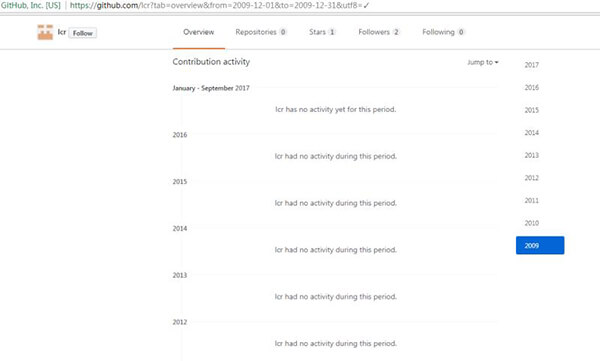 GitHub, Inc. [US] | https://github.com/lcr?tab=overview&from=2009-12-01&to=2009-12-31&utf8=✓
lcr Follow Overview Repositories 0 Stars 1 Followers 2 Following 0
Contribution activity Jump to
2017
January - September 2017
2016
lcr has no activity yet for this period.
2015
2016
2014
lcr had no activity during this period.
2013
2012
2015
2011
lcr had no activity during this period.
2010
2014
2009
lcr had no activity during this period.
2013
lcr had no activity during this period.
2012
lcr had no activity during this period.